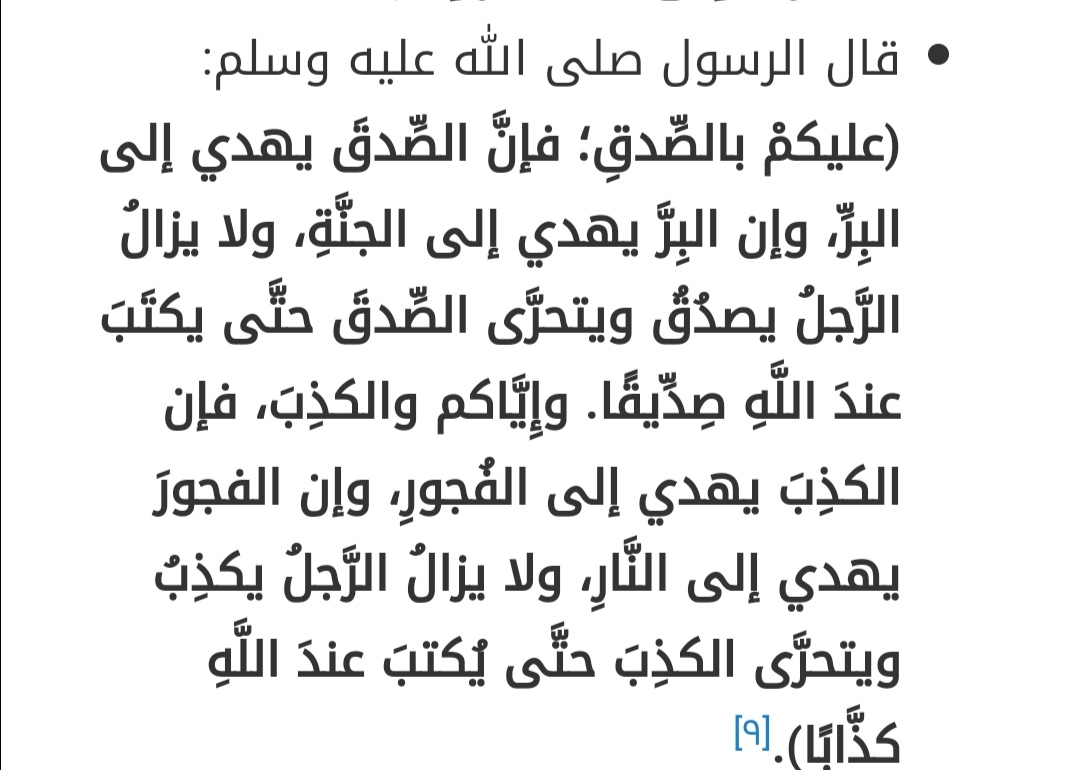 • قال الرسول صلى الله عليه وسلم:
(عليكمْ بالصِّدقِ؛ فإنَّ الصِّدقَ يهدي إلى
البِرِّ، وإن البِرَّ يهدي إلى الجنَّةِ، ولا يزالُ
الرَّجلُ يصدُقُ ويتحرَّى الصِّدقَ حتَّى يكتَبَ
عندَ اللَّهِ صِدِّيقًا. وإِيَّاكم والكذِبَ، فإن
الكذِبَ يهدي إلى الفُجورِ، وإن الفجورَ
يهدي إلى النَّارِ، ولا يزالُ الرَّجلُ يكذِبُ
ويتحرَّى الكذِبَ حتَّى يُكتبَ عندَ اللَّهِ
كذَّابًا).[٩]